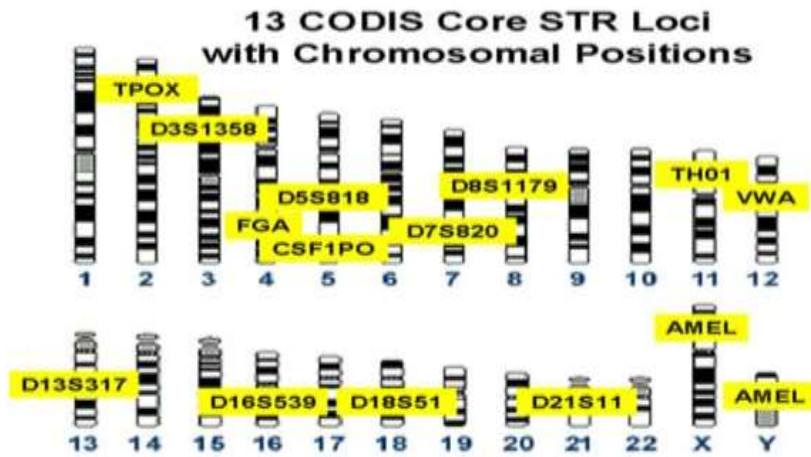 13 CODIS Core STR Loci
with Chromosomal Positions
TPOX
D3S1358
D8S1179
TH01
D5S818
VWA
FGA
D7S820
CSF1PO
1 2 3 4 5 6 7 8 9 10 11 12
AMEL
D13S317
D16S539
D18S51
D21S11
AMEL
13 14 15 16 17 18 19 20 21 22 X Y